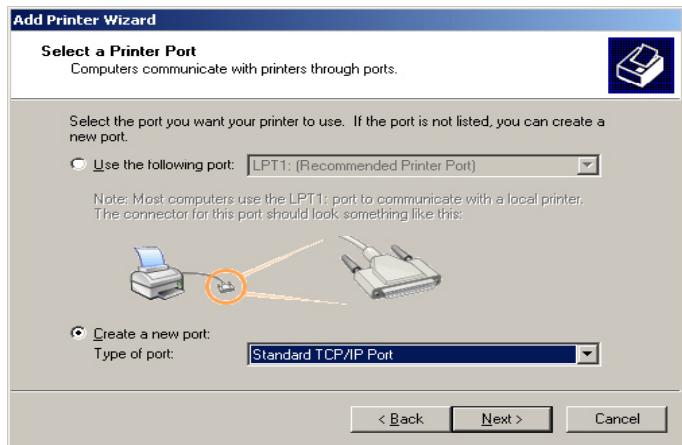 Add Printer Wizard
Select a Printer Port
Computers communicate with printers through ports.
Select the port you want your printer to use. If the port is not listed, you can create a
new port.
Use the following port: LPT1: (Recommended Printer Port)
Note: Most computers use the LPT1: port to communicate with a local printer.
The connector for this port should look something like this:
Create a new port:
Type of port: Standard TCP/IP Port
< Back Next > Cancel